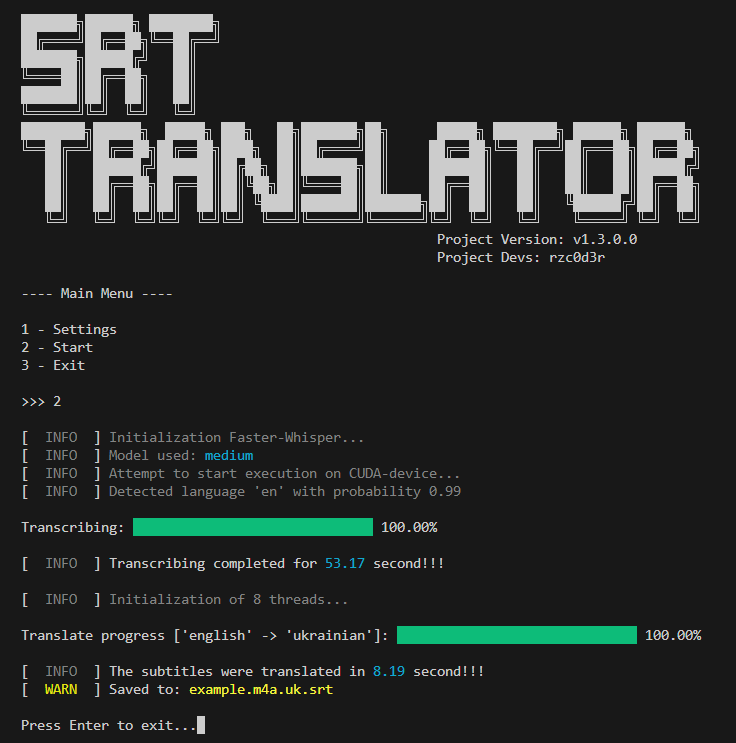 SRT
TRANSLATOR
Project Version: v1.3.0.0
Project Devs: rzc0d3r
---- Main Menu ----
1 - Settings
2 - Start
3 - Exit
>>> 2
[  INFO  ] Initialization Faster-Whisper...
[  INFO  ] Model used: medium
[  INFO  ] Attempt to start execution on CUDA-device...
[  INFO  ] Detected language 'en' with probability 0.99
Transcribing: 100.00%
[  INFO  ] Transcribing completed for 53.17 second!!!
[  INFO  ] Initialization of 8 threads...
Translate progress ['english' -> 'ukrainian']: 100.00%
[  INFO  ] The subtitles were translated in 8.19 second!!!
[  WARN  ] Saved to: example.m4a.uk.srt
Press Enter to exit...